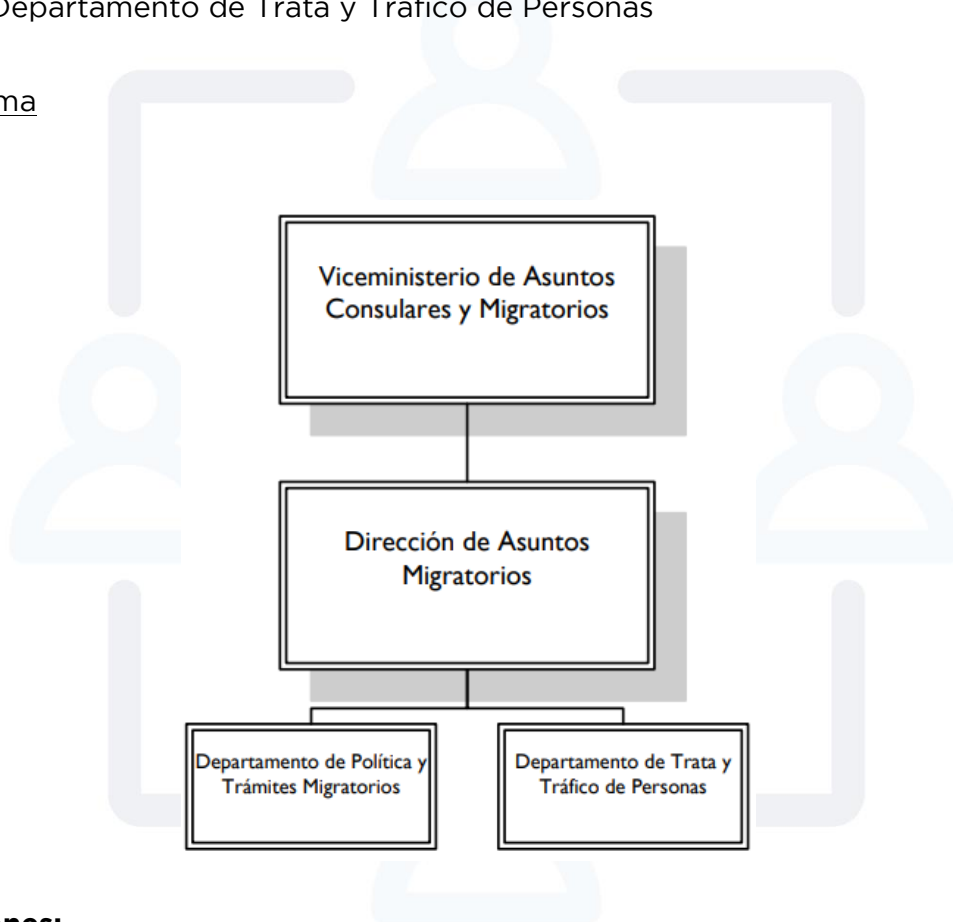 Departamento de Trata y Tráfico de Personas
ma
Viceministerio de Asuntos
Consulares y Migratorios
Dirección de Asuntos
Migratorios
Departamento de Política y
Trámites Migratorios
Departamento de Trata y
Tráfico de Personas